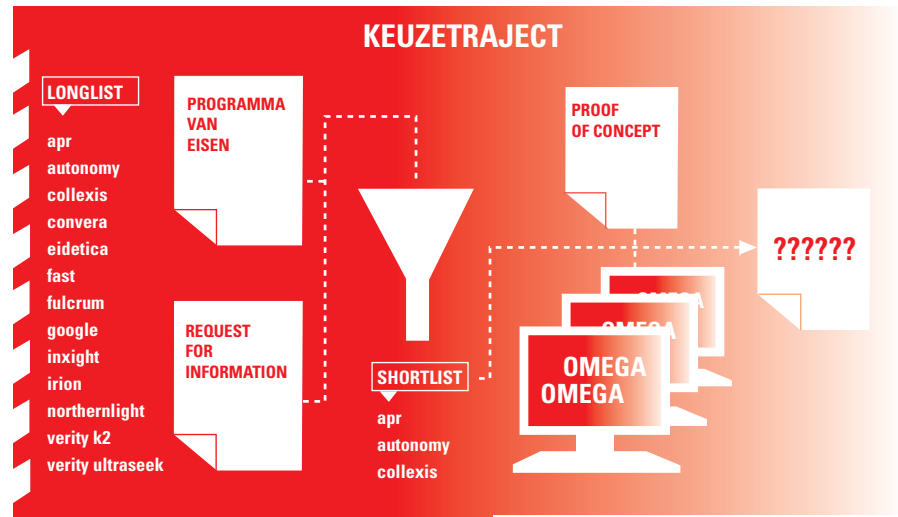 KEUZETRAJECT
LONGLIST
apr
autonomy
collexis
convera
eidetica
fast
fulcrum
google
inxight
irion
northernlight
verity k2
verity ultraseek
PROGRAMMA
VAN
EISEN
REQUEST
FOR
INFORMATION
SHORTLIST
apr
autonomy
collexis
PROOF
OF CONCEPT
OMEGA
OMEGA
OMEGA
OMEGA
??????